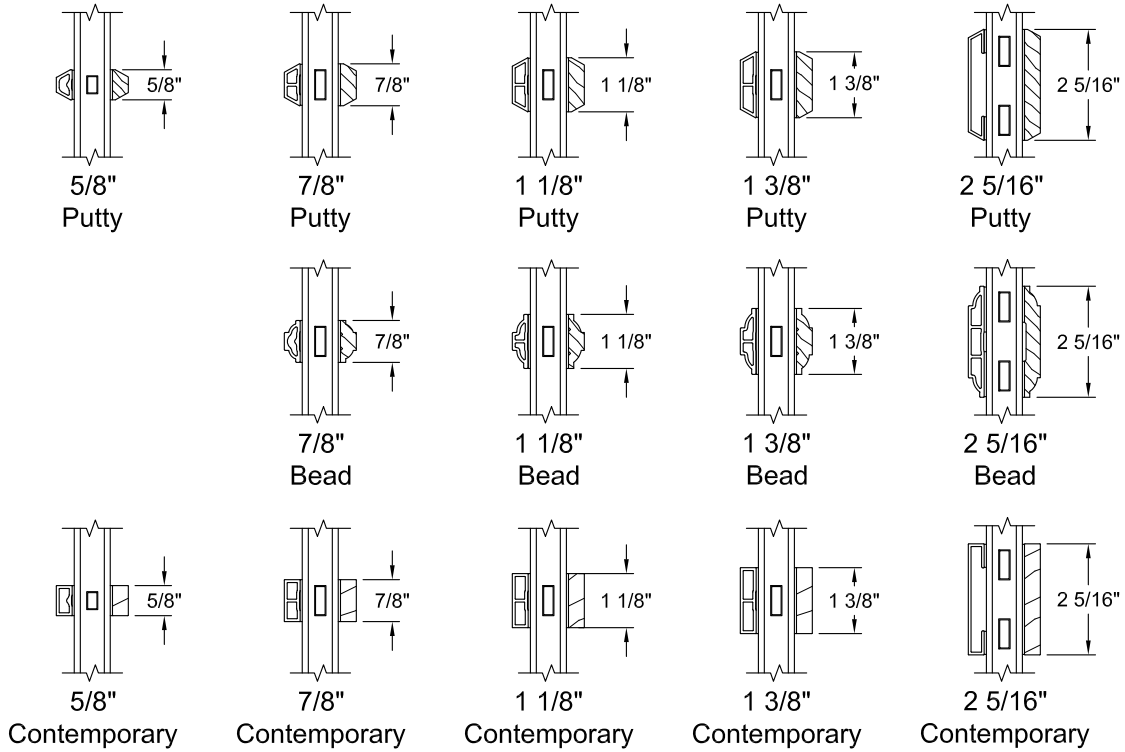 5/8"
7/8"
1 1/8"
1 3/8"
2 5/16"
5/8"
Putty
7/8"
Putty
1 1/8"
Putty
1 3/8"
Putty
2 5/16"
Putty
7/8"
1 1/8"
1 3/8"
2 5/16"
7/8"
Bead
1 1/8"
Bead
1 3/8"
Bead
2 5/16"
Bead
5/8"
7/8"
1 1/8"
1 3/8"
2 5/16"
5/8"
Contemporary
7/8"
Contemporary
1 1/8"
Contemporary
1 3/8"
Contemporary
2 5/16"
Contemporary